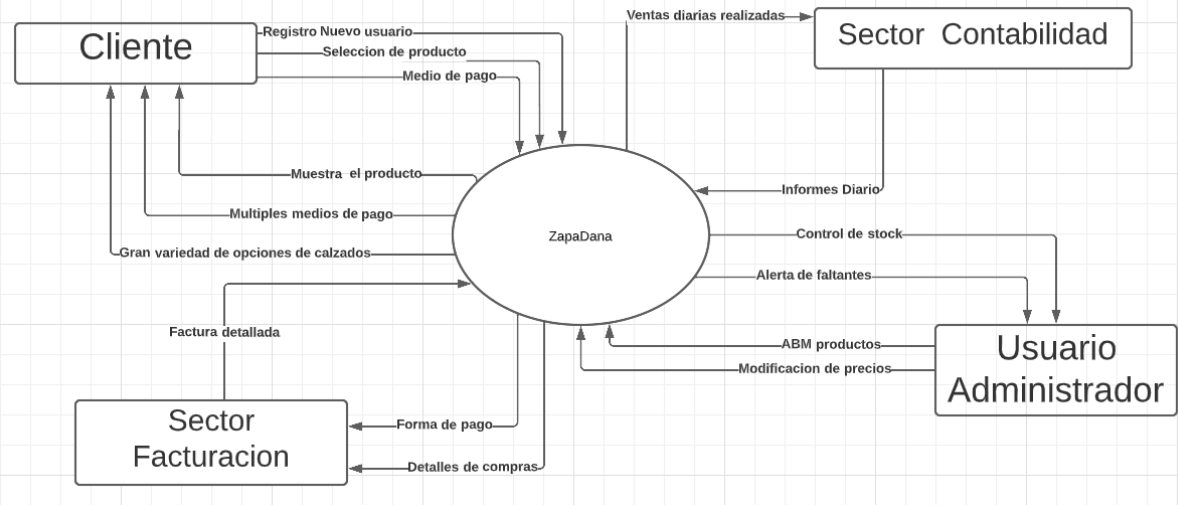 Ventas diarias realizadas
Cliente
Registro Nuevo usuario
Seleccion de producto
Medio de pago
Sector Contabilidad
Muestra el producto
Informes Diario
Multiples medios de pago
Control de stock
ZapaDana
Gran variedad de opciones de calzados
Alerta de faltantes
Factura detallada
ABM productos
Modificacion de precios
Usuario
Administrador
Sector
Facturacion
Forma de pago
Detalles de compras